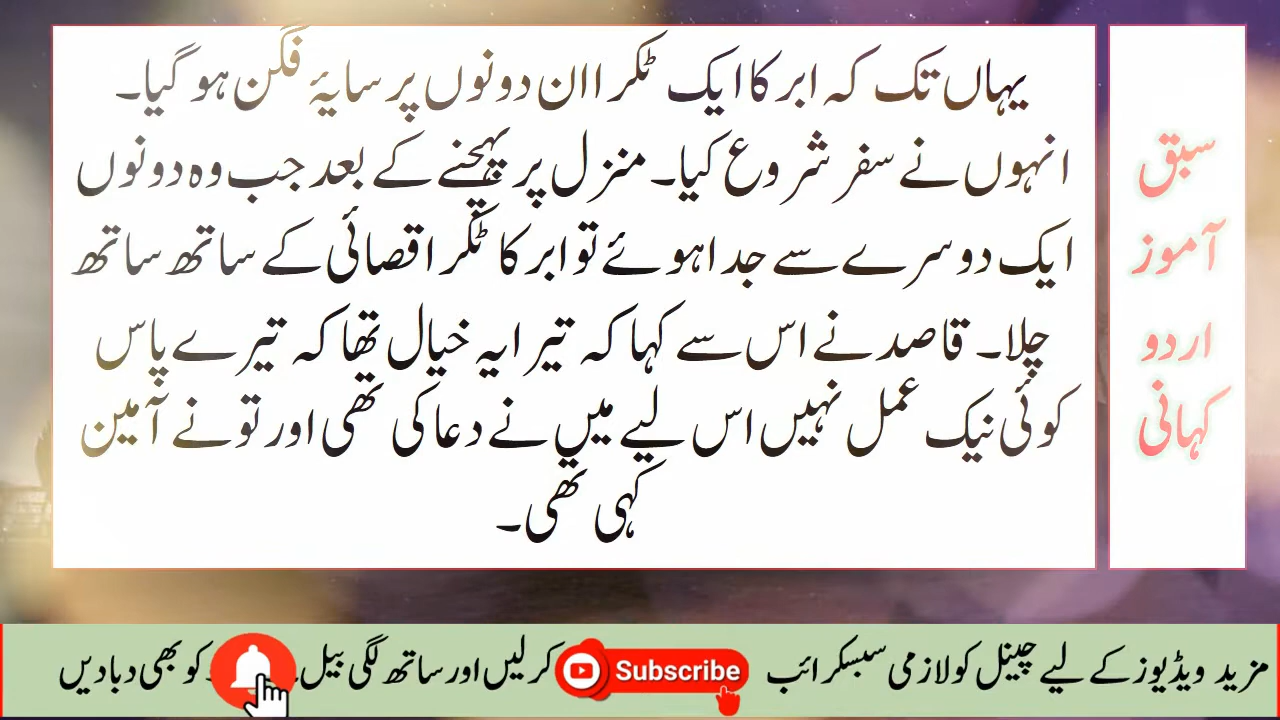 یہاں تک کہ ابر کا ایک ٹکرا ان دونوں پر سایۂ فگن ہو گیا۔
انہوں نے سفر شروع کیا۔ منزل پر پہچنے کے بعد جب وہ دونوں
ایک دوسرے سے جدا ہوئے تو ابر کا ٹکرا قصائی کے ساتھ ساتھ
چلا۔ قاصد نے اس سے کہا کہ تیرا یہ خیال تھا کہ تیرے پاس
کوئی نیک عمل نہیں اس لیے میں نے دعا کی تھی اور تو نے آمین
کہی تھی۔
سبق
آموز
اردو
کہانی
مزید ویڈیوز کے لیے چینل کو لازمی سبسکرائب Subscribe کر لیں اور ساتھ لگی بیل کو بھی دبا دیں